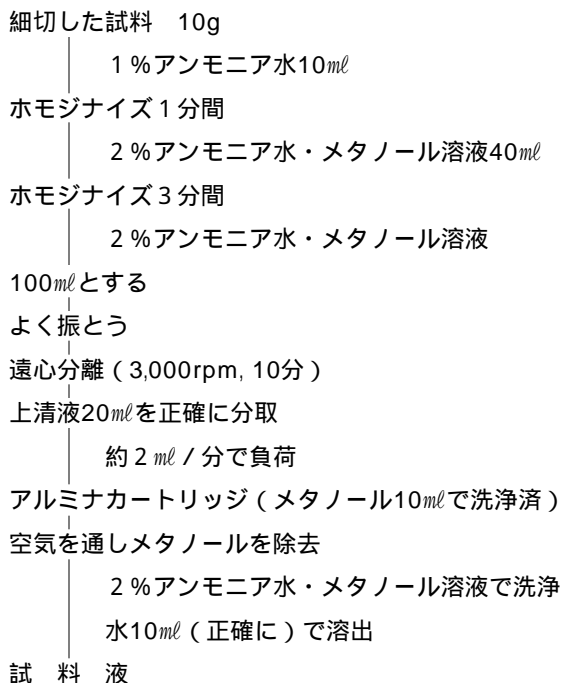 細切した試料　10g
１％アンモニア水10㎖
ホモジナイズ１分間
２％アンモニア水・メタノール溶液40㎖
ホモジナイズ３分間
２％アンモニア水・メタノール溶液
100㎖とする
よく振とう
遠心分離（3,000rpm, 10分）
上清液20㎖を正確に分取
約２㎖／分で負荷
アルミナカートリッジ（メタノール10㎖で洗浄済）
空気を通しメタノールを除去
２％アンモニア水・メタノール溶液で洗浄
水10㎖（正確に）で溶出
試　料　液